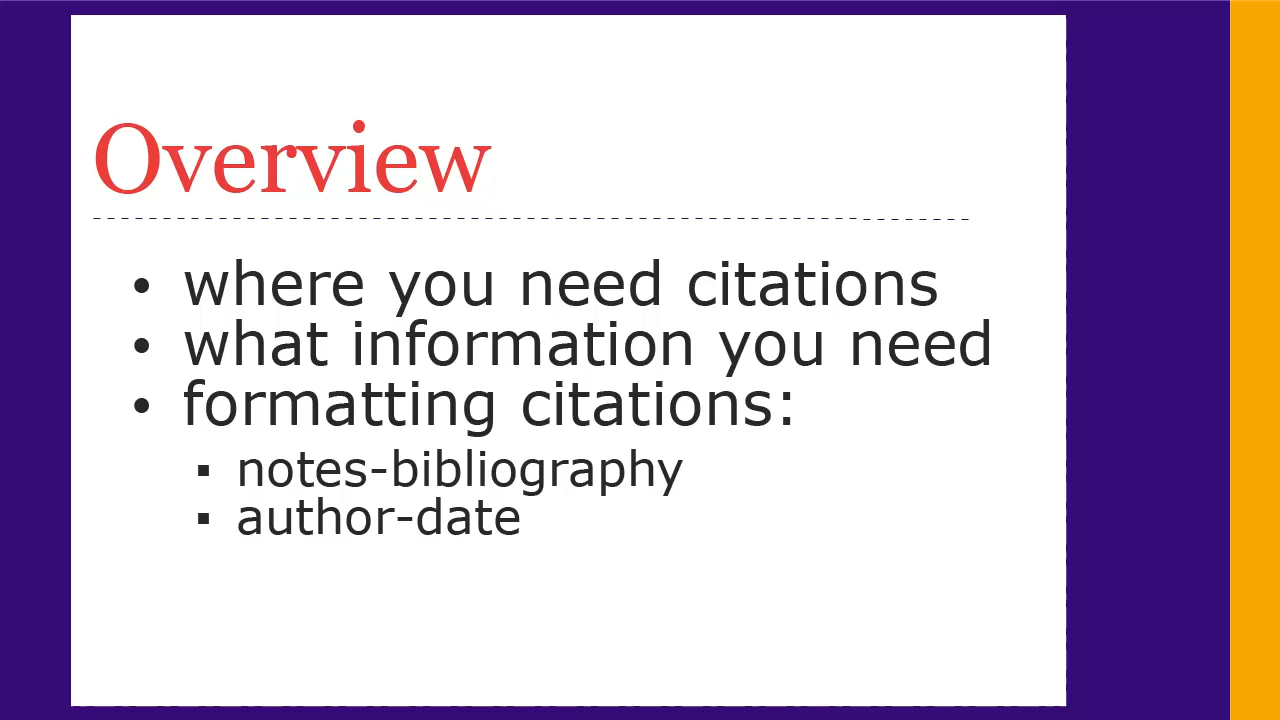 Overview
• where you need citations
• what information you need
• formatting citations:
▪ notes-bibliography
▪ author-date